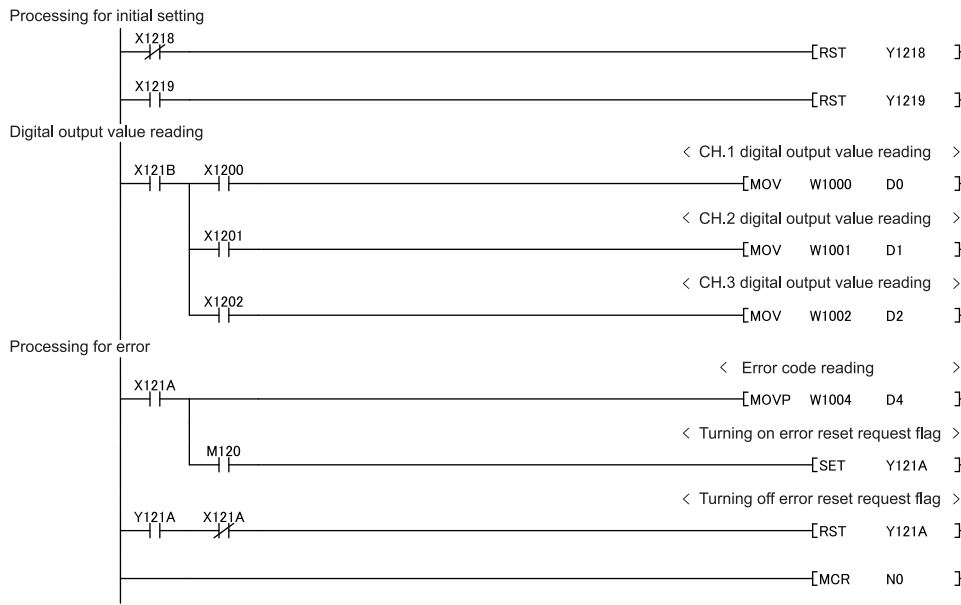 Processing for initial setting
X1218
[RST Y1218 ]
X1219
[RST Y1219 ]
Digital output value reading
< CH.1 digital output value reading >
X121B X1200
[MOV W1000 D0 ]
< CH.2 digital output value reading >
X1201
[MOV W1001 D1 ]
< CH.3 digital output value reading >
X1202
[MOV W1002 D2 ]
Processing for error
< Error code reading >
X121A
[MOVP W1004 D4 ]
< Turning on error reset request flag >
M120
[SET Y121A ]
< Turning off error reset request flag >
Y121A X121A
[RST Y121A ]
[MCR N0 ]